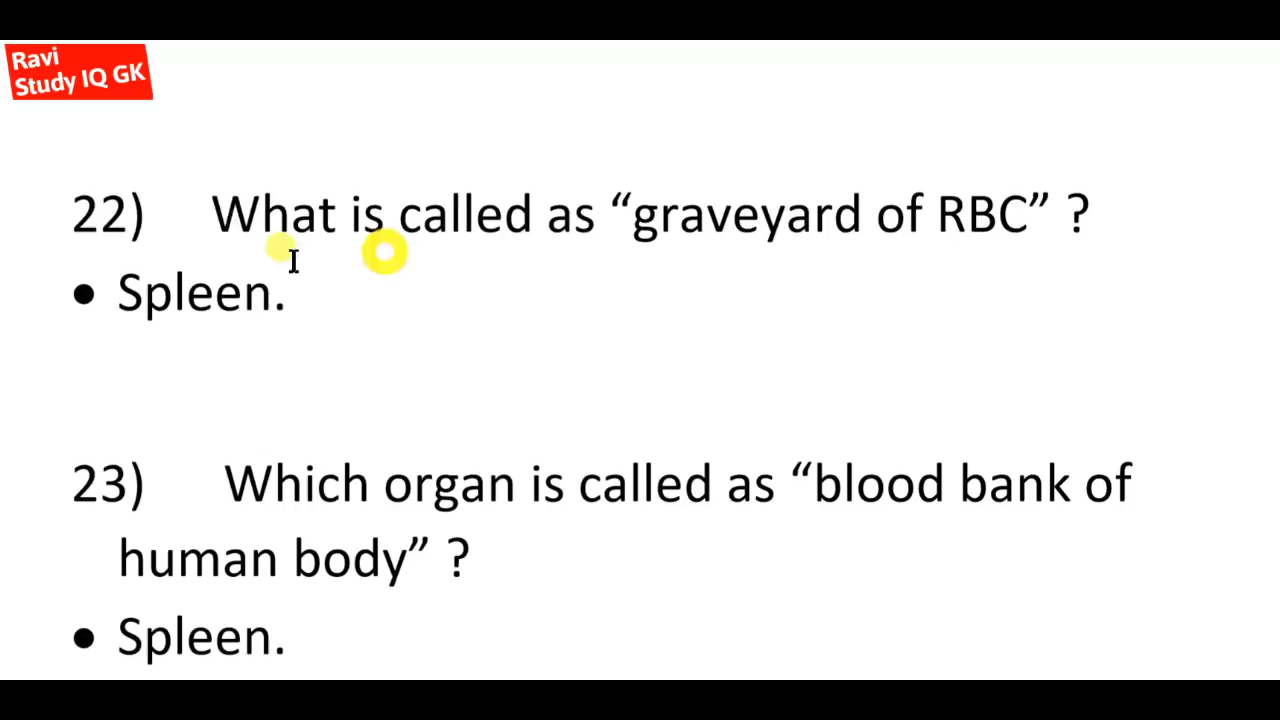 Ravi
Study IQ GK
22) What is called as “graveyard of RBC” ?
• Spleen.
23) Which organ is called as “blood bank of
human body” ?
• Spleen.